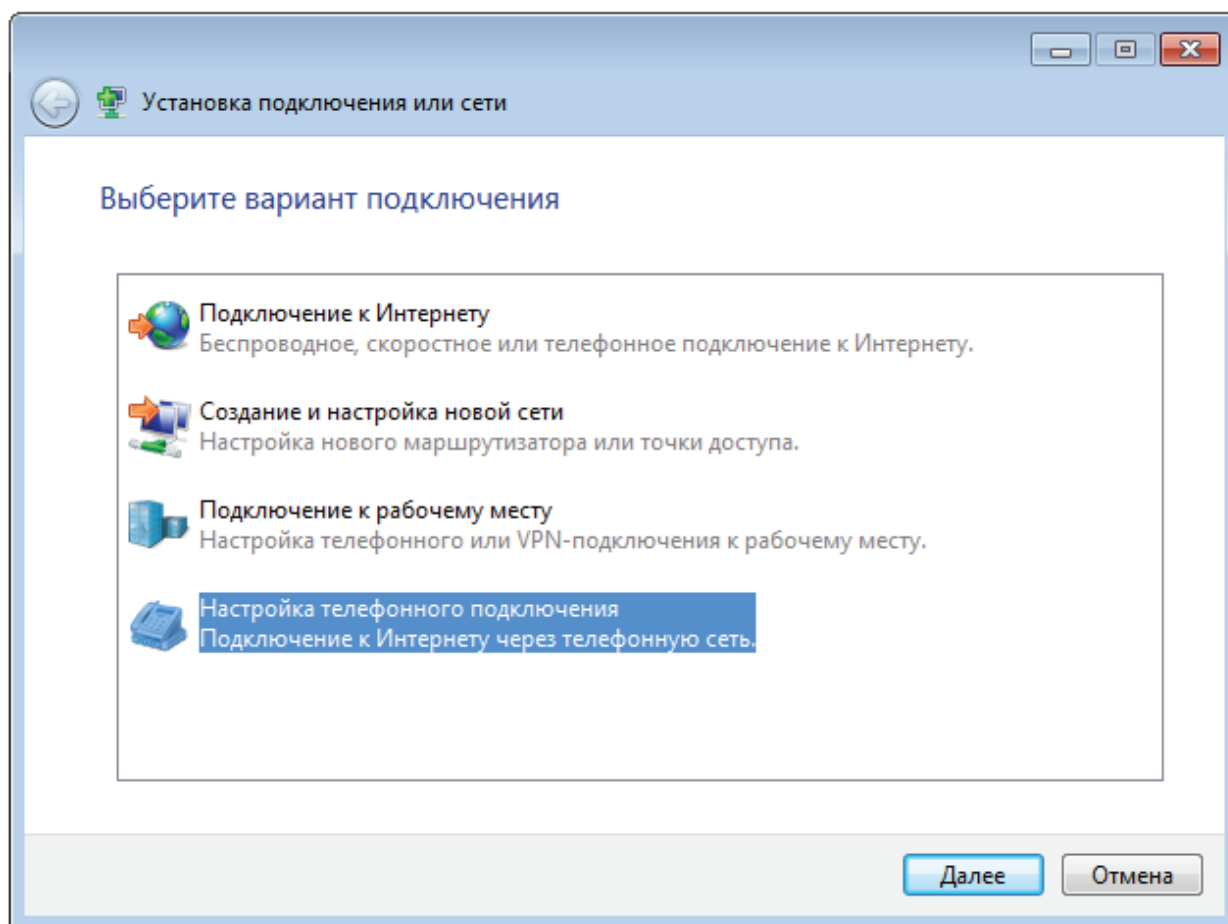 Установка подключения или сети
Выберите вариант подключения
Подключение к Интернету
Беспроводное, скоростное или телефонное подключение к Интернету.
Создание и настройка новой сети
Настройка нового маршрутизатора или точки доступа.
Подключение к рабочему месту
Настройка телефонного или VPN-подключения к рабочему месту.
Настройка телефонного подключения
Подключение к Интернету через телефонную сеть.
Далее
Отмена